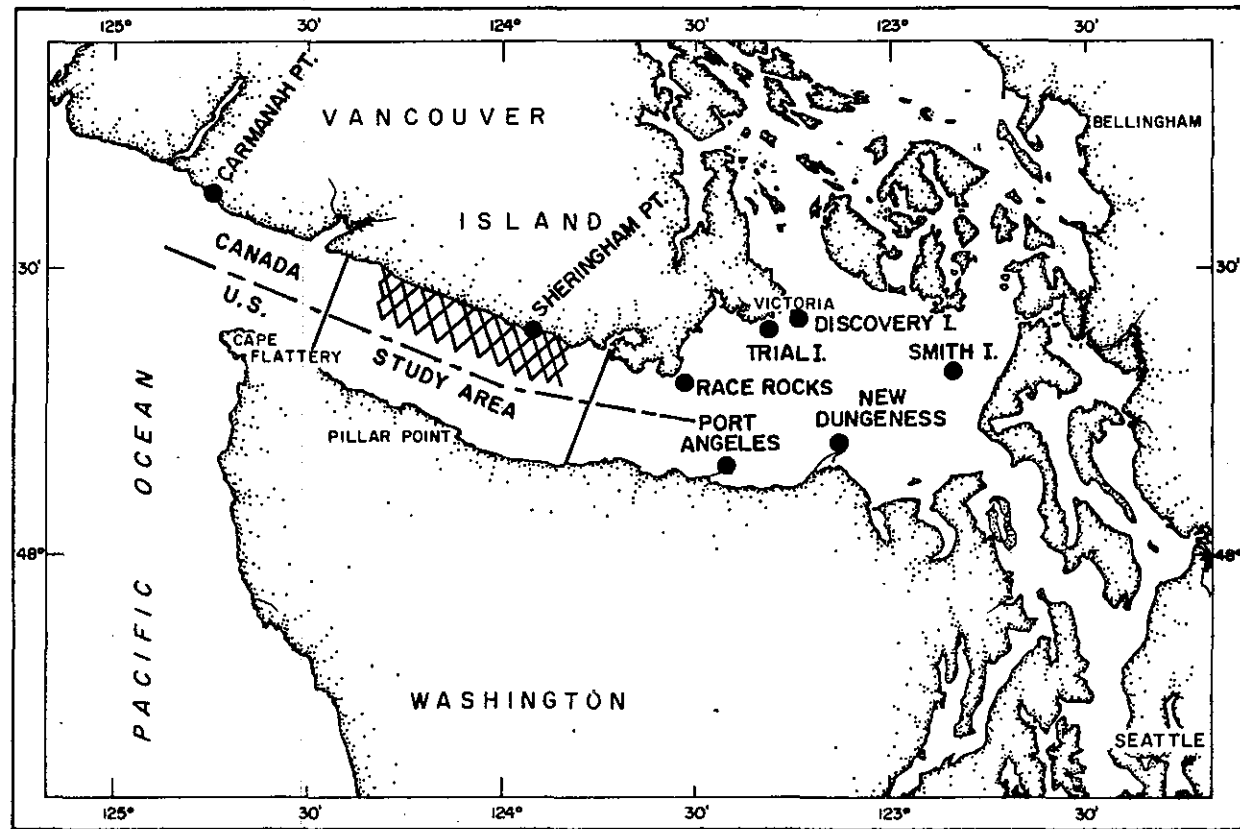 125° 30' 124° 30' 123° 30'
CARMANAH PT.
VANCOUVER
BELLINGHAM
ISLAND
SHERINGHAM PT.
30' 30'
CANADA
U.S.
VICTORIA
DISCOVERY I.
TRIAL I.
SMITH I.
CAPE
FLATTERY
STUDY AREA
RACE ROCKS
NEW
DUNGENESS
PORT
ANGELES
PILLAR POINT
48° 48°
PACIFIC OCEAN
WASHINGTON
SEATTLE
125° 30' 124° 30' 123° 30'